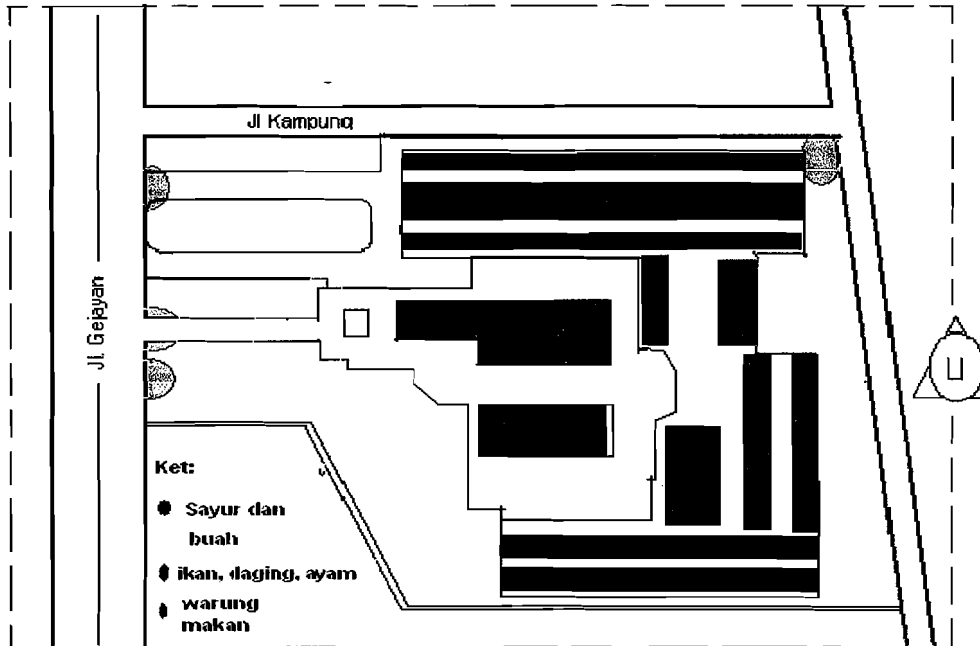 Jl Kampung
Jl. Gejayan
U
Ket:
Sayur dan
buah
ikan, daging, ayam
warung
makan